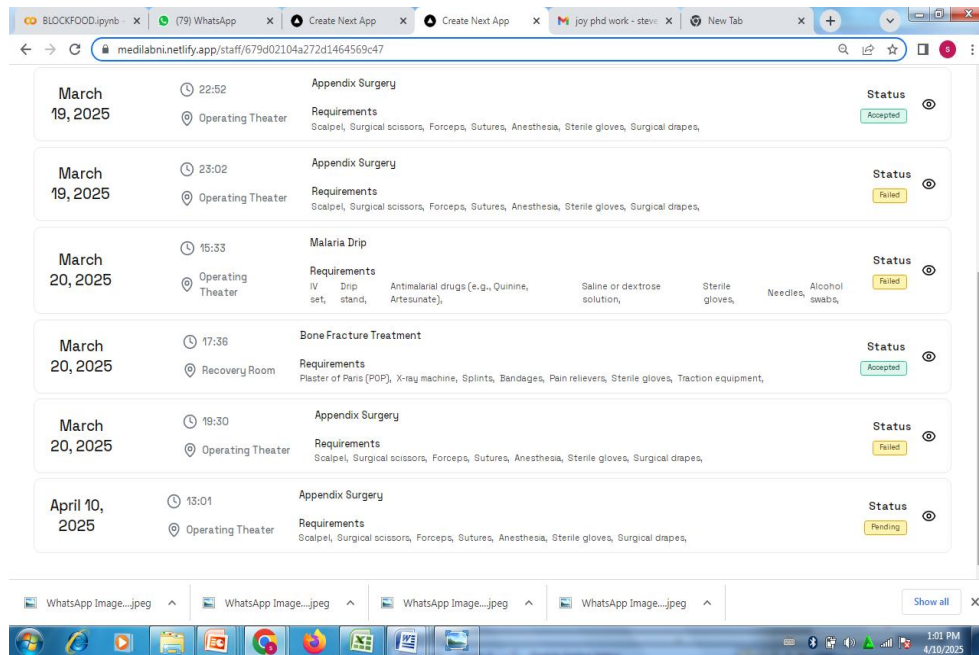 BLOCKFOOD.ipynb
(79) WhatsApp
Create Next App
Create Next App
joy phd work - steve
New Tab
medilabni.netlify.app/staff/679d02104a272d1464569c47
S
March 19, 2025
22:52
Operating Theater
Appendix Surgery
Requirements
Scalpel, Surgical scissors, Forceps, Sutures, Anesthesia, Sterile gloves, Surgical drapes,
Status
Accepted
March 19, 2025
23:02
Operating Theater
Appendix Surgery
Requirements
Scalpel, Surgical scissors, Forceps, Sutures, Anesthesia, Sterile gloves, Surgical drapes,
Status
Failed
March 20, 2025
15:33
Operating Theater
Malaria Drip
Requirements
IV set, Drip stand, Antimalarial drugs (e.g., Quinine, Artesunate), Saline or dextrose solution, Sterile gloves, Needles, Alcohol swabs,
Status
Failed
March 20, 2025
17:36
Recovery Room
Bone Fracture Treatment
Requirements
Plaster of Paris (POP), X-ray machine, Splints, Bandages, Pain relievers, Sterile gloves, Traction equipment,
Status
Accepted
March 20, 2025
19:30
Operating Theater
Appendix Surgery
Requirements
Scalpel, Surgical scissors, Forceps, Sutures, Anesthesia, Sterile gloves, Surgical drapes,
Status
Failed
April 10, 2025
13:01
Operating Theater
Appendix Surgery
Requirements
Scalpel, Surgical scissors, Forceps, Sutures, Anesthesia, Sterile gloves, Surgical drapes,
Status
Pending
WhatsApp Image....jpeg
WhatsApp Image....jpeg
WhatsApp Image....jpeg
WhatsApp Image....jpeg
Show all
1:01 PM
4/10/2025